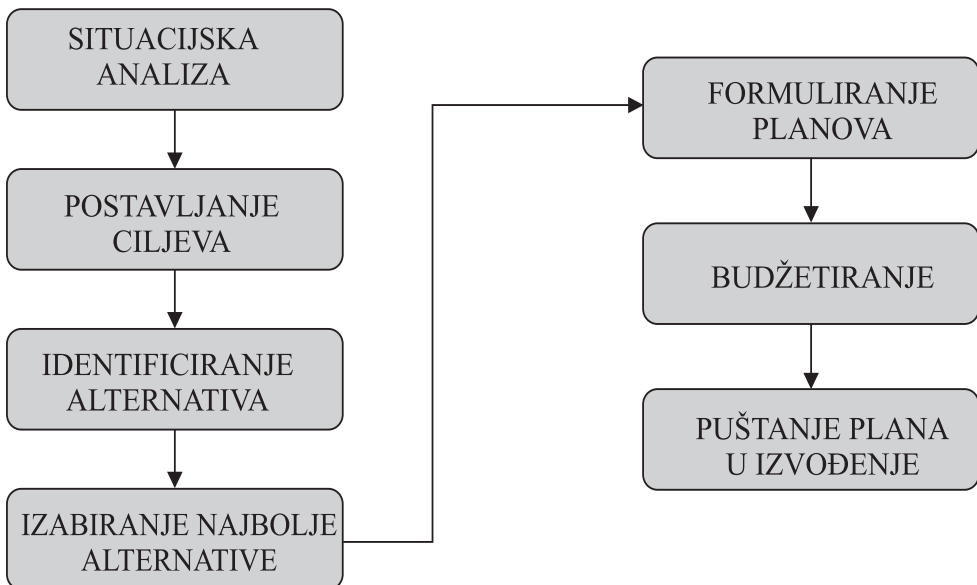 SITUACIJSKA
ANALIZA
POSTAVLJANJE
CILJEVA
IDENTIFICIRANJE
ALTERNATIVA
IZABIRANJE NAJBOLJE
ALTERNATIVE
FORMULIRANJE
PLANOVA
BUDŽETIRANJE
PUŠTANJE PLANA
U IZVOĐENJE